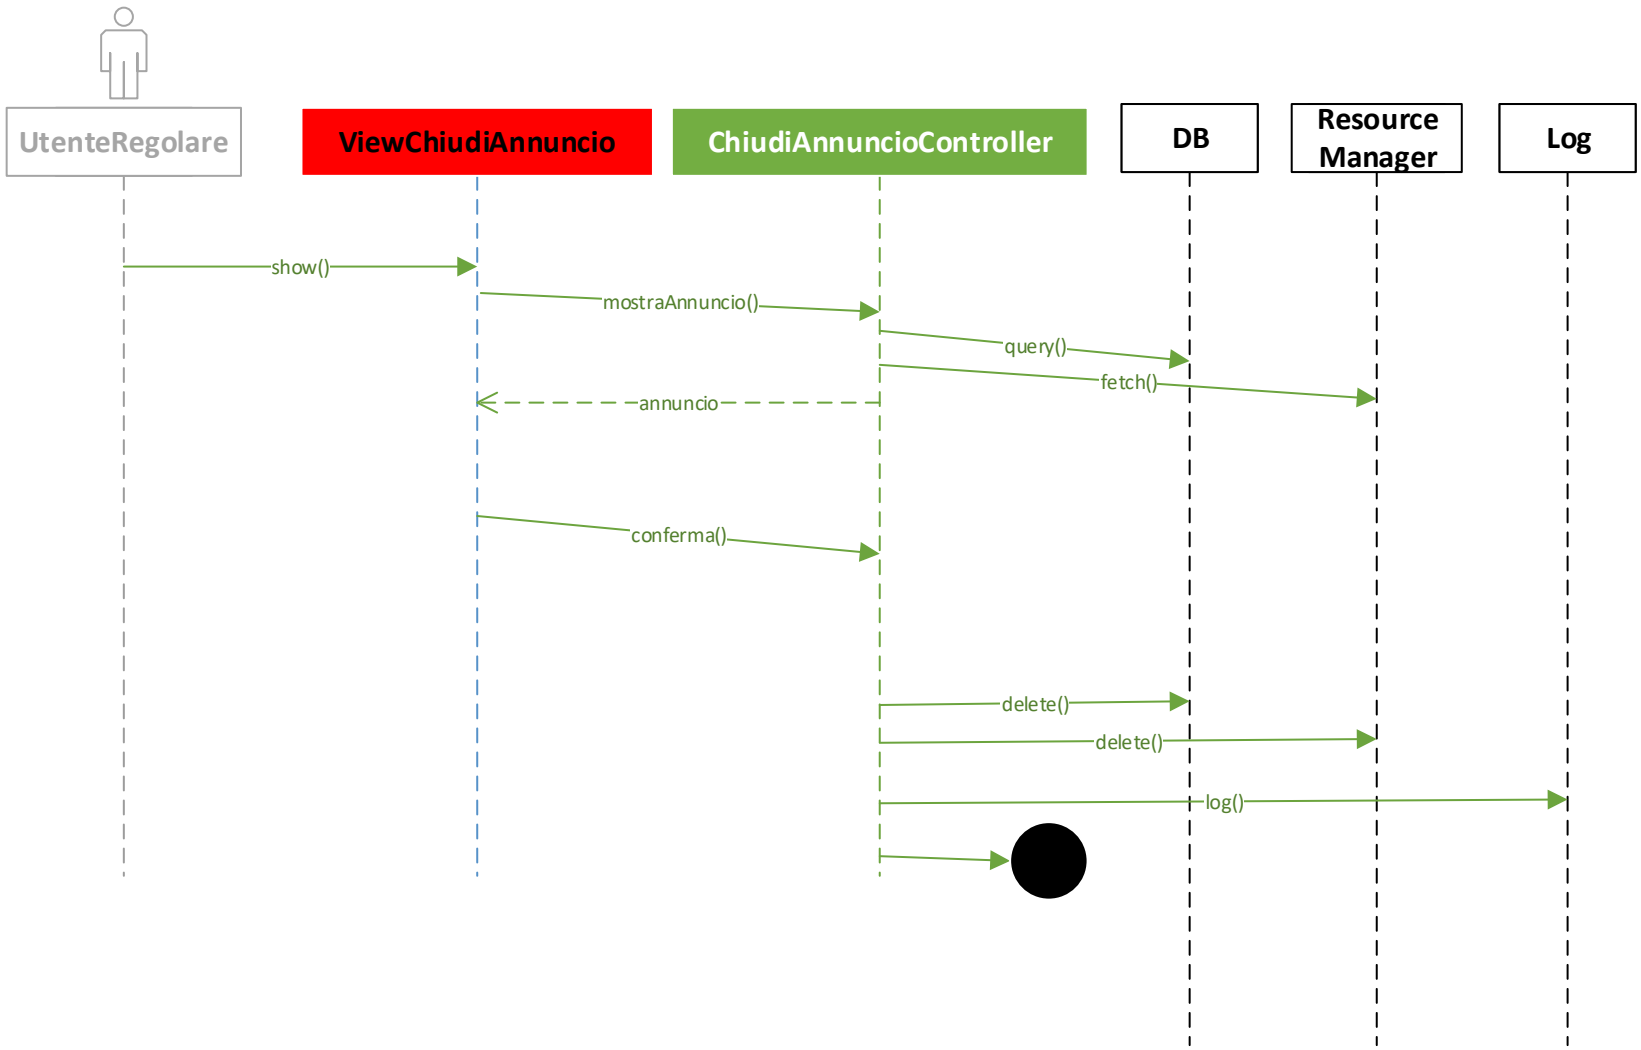 UtenteRegolare
ViewChiudiAnnuncio
ChiudiAnnuncioController
DB
Resource
Manager
Log
show()
mostraAnnuncio()
query()
fetch()
annuncio
conferma()
delete()
delete()
log()